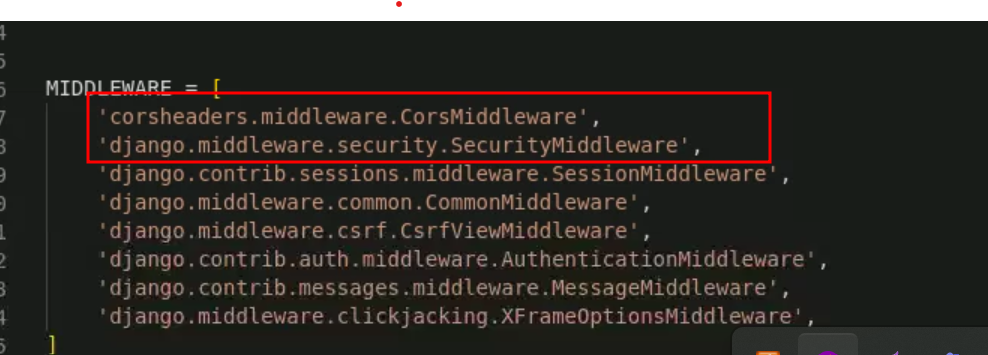 MIDDLEWARE = [
'corsheaders.middleware.CorsMiddleware',
'django.middleware.security.SecurityMiddleware',
'django.contrib.sessions.middleware.SessionMiddleware',
'django.middleware.common.CommonMiddleware',
'django.middleware.csrf.CsrfViewMiddleware',
'django.contrib.auth.middleware.AuthenticationMiddleware',
'django.contrib.messages.middleware.MessageMiddleware',
'django.middleware.clickjacking.XFrameOptionsMiddleware',
]